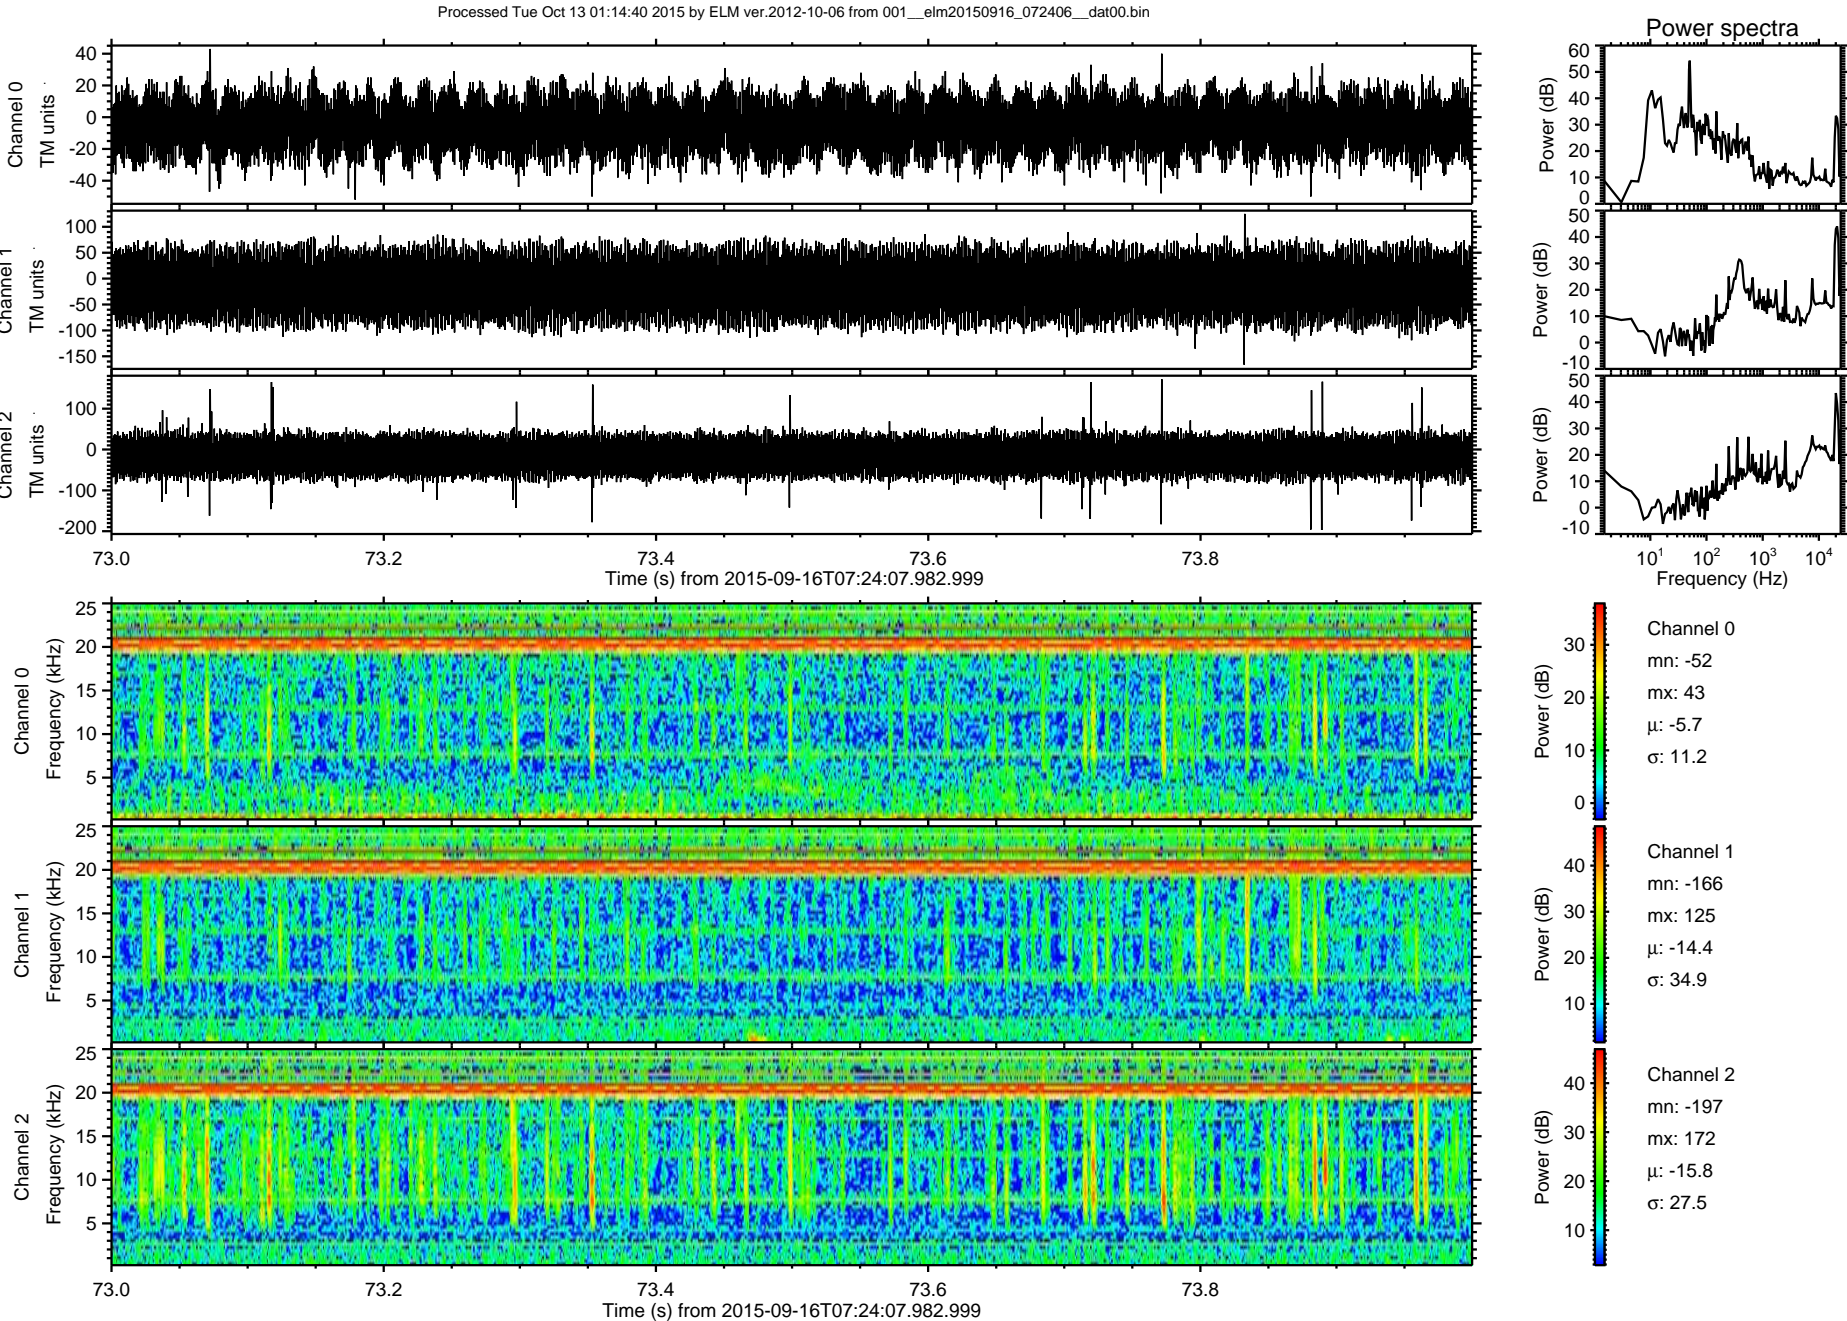 Processed Tue Oct 13 01:14:40 2015 by ELM ver.2012-10-06 from 001__elm20150916_072406__dat00.bin
Power spectra
Channel 0
TM units
40
20
0
-20
-40
Power (dB)
60
50
40
30
20
10
0
Channel 1
TM units
100
50
0
-50
-100
-150
Power (dB)
50
40
30
20
10
0
-10
Channel 2
TM units
100
0
-100
-200
Power (dB)
50
40
30
20
10
0
-10
73.0 73.2 73.4 73.6 73.8
Time (s) from 2015-09-16T07:24:07.982.999
10¹ 10² 10³ 10⁴
Frequency (Hz)
Channel 0
Frequency (kHz)
25
20
15
10
5
Power (dB)
30
20
10
0
Channel 0
mn: -52
mx: 43
μ: -5.7
σ: 11.2
Channel 1
Frequency (kHz)
25
20
15
10
5
Power (dB)
40
30
20
10
Channel 1
mn: -166
mx: 125
μ: -14.4
σ: 34.9
Channel 2
Frequency (kHz)
25
20
15
10
5
Power (dB)
40
30
20
10
Channel 2
mn: -197
mx: 172
μ: -15.8
σ: 27.5
73.0 73.2 73.4 73.6 73.8
Time (s) from 2015-09-16T07:24:07.982.999